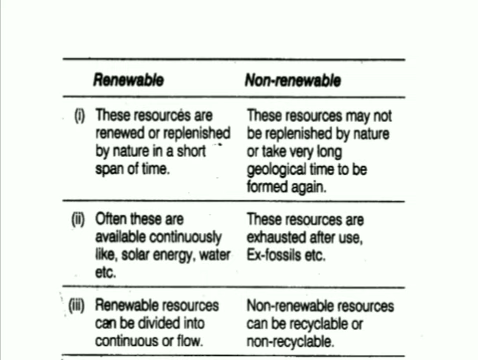 Renewable Non-renewable
(i) These resources are These resources may not
renewed or replenished be replenished by nature
by nature in a short or take very long
span of time. geological time to be
formed again.
(ii) Often these are These resources are
available continuously exhausted after use,
like, solar energy, water Ex-fossils etc.
etc.
(iii) Renewable resources Non-renewable resources
can be divided into can be recyclable or
continuous or flow. non-recyclable.